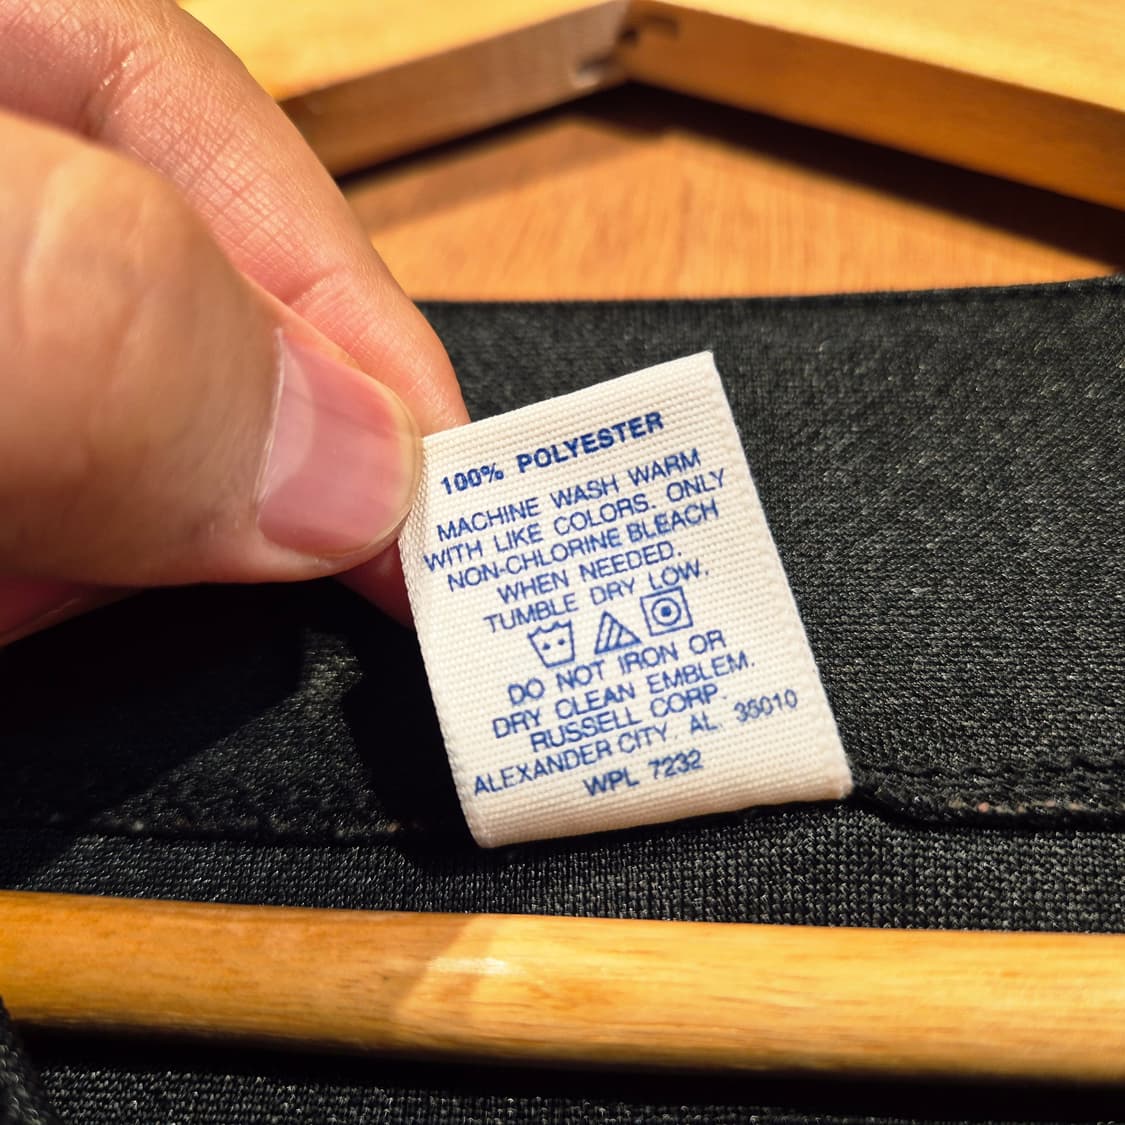 100% POLYESTER
MACHINE WASH WARM
WITH LIKE COLORS. ONLY
NON-CHLORINE BLEACH
WHEN NEEDED.
TUMBLE DRY LOW.
DO NOT IRON OR
DRY CLEAN EMBLEM.
RUSSELL CORP.
ALEXANDER CITY, AL. 35010
WPL 7232